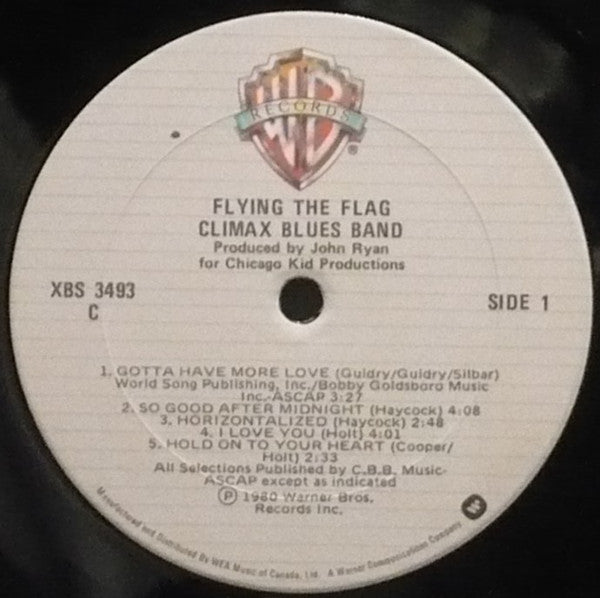 WB
RECORDS
®
FLYING THE FLAG
CLIMAX BLUES BAND
Produced by John Ryan
for Chicago Kid Productions
XBS 3493
C
SIDE 1
1. GOTTA HAVE MORE LOVE (Guidry/Guidry/Silbar)
World Song Publishing, Inc./Bobby Goldsboro Music
Inc.-ASCAP 3:27
2. SO GOOD AFTER MIDNIGHT (Haycock) 4:08
3. HORIZONTALIZED (Haycock) 2:48
4. I LOVE YOU (Holt) 4:01
5. HOLD ON TO YOUR HEART (Cooper/
Holt) 2:33
All Selections Published by C.B.B. Music-
ASCAP except as indicated
Ⓟ 1980 Warner Bros.
Records Inc.
Manufactured and Distributed By WEA Music of Canada, Ltd. A Warner Communications Company